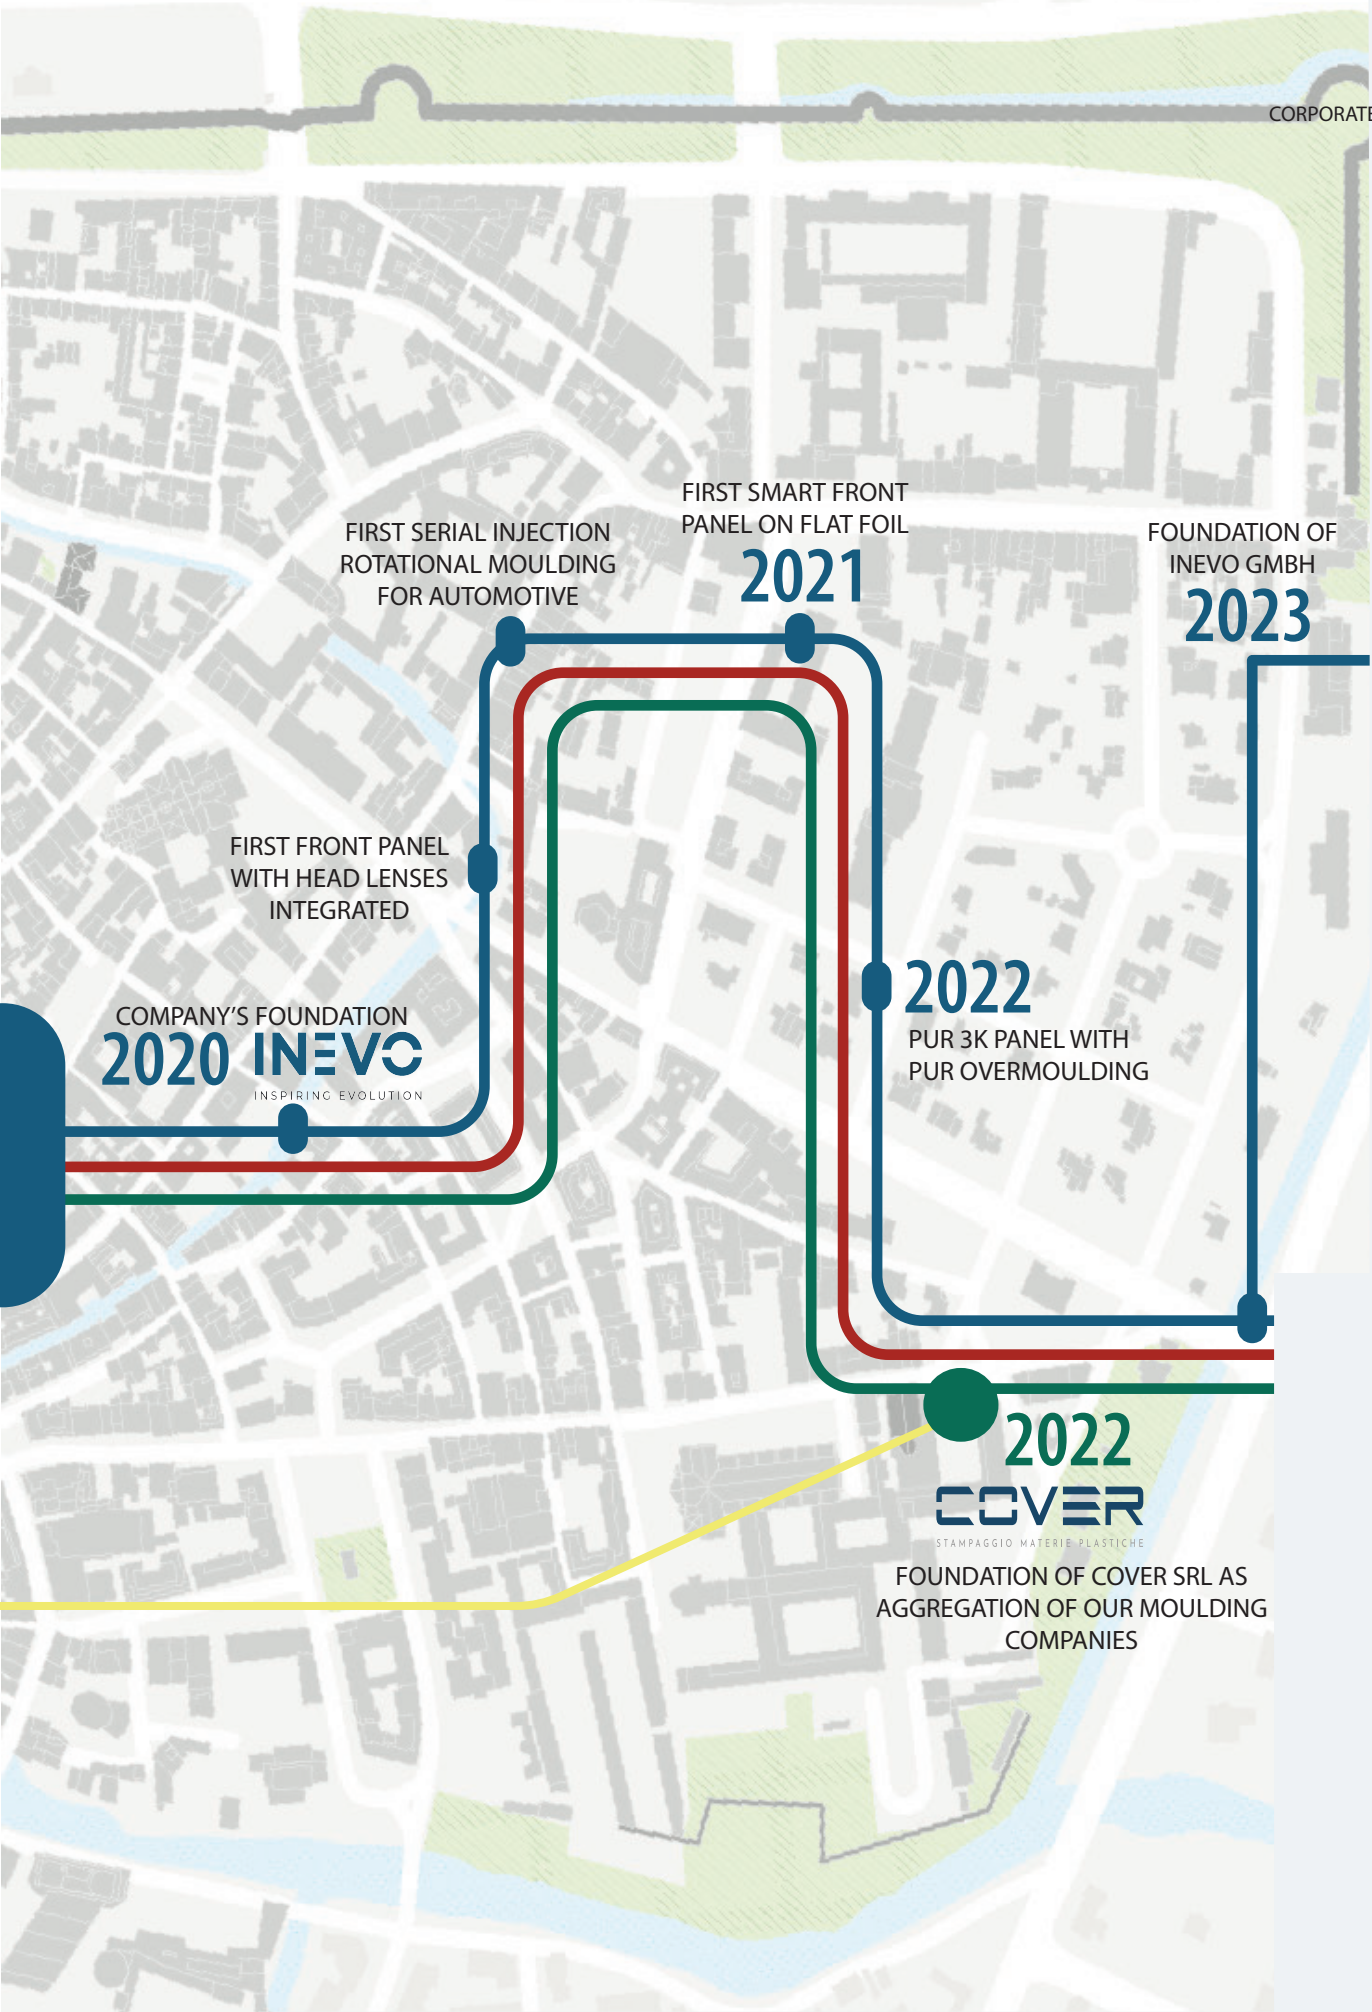 CORPORATE
FIRST SMART FRONT
PANEL ON FLAT FOIL
2021
FIRST SERIAL INJECTION
ROTATIONAL MOULDING
FOR AUTOMOTIVE
FOUNDATION OF
INEVO GMBH
2023
FIRST FRONT PANEL
WITH HEAD LENSES
INTEGRATED
COMPANY’S FOUNDATION
2020 INEVO
INSPIRING EVOLUTION
2022
PUR 3K PANEL WITH
PUR OVERMOULDING
2022
COVER
STAMPAGGIO MATERIE PLASTICHE
FOUNDATION OF COVER SRL AS
AGGREGATION OF OUR MOULDING
COMPANIES